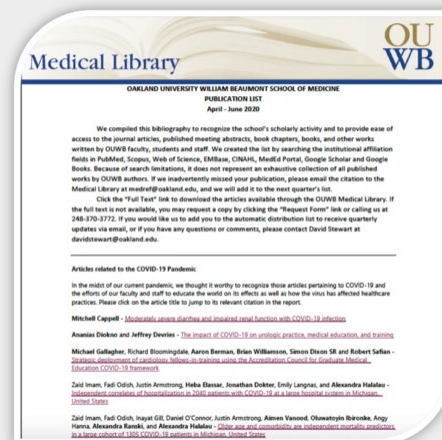 Medical Library
OU
WB
OAKLAND UNIVERSITY WILLIAM BEAUMONT SCHOOL OF MEDICINE
PUBLICATION LIST
April - June 2020
We compiled this bibliography to recognize the school's scholarly activity and to provide ease of
access to the journal articles, published meeting abstracts, book chapters, books, and other works
written by OUWB faculty, students and staff. We created the list by searching the institutional affiliation
fields in PubMed, Scopus, Web of Science, EMBase, CINAHL, MedEd Portal, Google Scholar and Google
Books. Because of search limitations, it does not represent an exhaustive collection of all published
works by OUWB authors. If we inadvertently missed your publication, please email the citation to the
Medical Library at medref@oakland.edu, and we will add it to the next quarter's list.
Click the "Full Text" link to download the articles available through the OUWB Medical Library. If
the full text is not available, you may request a copy by clicking the "Request Form" link or calling us at
248-370-3772. If you would like us to add you to the automatic distribution list to receive quarterly
updates via email, or if you have any questions or comments, please contact David Stewart at
davidstewart@oakland.edu.
Articles related to the COVID-19 Pandemic
In the midst of our current pandemic, we thought it worthy to recognize those articles pertaining to COVID-19 and
the efforts of our faculty and staff to educate the world on its effects as well as how the virus has affected healthcare
practices. Please click on the article title to jump to its relevant citation in the report.
Mitchell Cappell - Moderately severe diarrhea and impaired renal function with COVID-19 infection
Ananias Diokno and Jeffrey Devries - The impact of COVID-19 on urologic practice, medical education, and training
Michael Gallagher, Richard Bloomingdale, Aaron Berman, Brian Williamson, Simon Dixon SR and Robert Safian -
Strategic deployment of cardiology fellows-in-training using the Accreditation Council for Graduate Medical
Education COVID-19 framework
Zaid Imam, Fadi Odish, Justin Armstrong, Heba Elassar, Jonathan Dokter, Emily Langnas, and Alexandra Halalau -
Independent correlates of hospitalization in 2040 patients with COVID-19 at a large hospital system in Michigan,
United States
Zaid Imam, Fadi Odish, Inayat Gill, Daniel O'Connor, Justin Armstrong, Aimen Vanood, Oluwatoyin Ibironke, Angy
Hanna, Alexandra Ranski, and Alexandra Halalau - Older age and comorbidity are independent mortality predictors
in a large cohort of 1305 COVID-19 patients in Michigan, United States